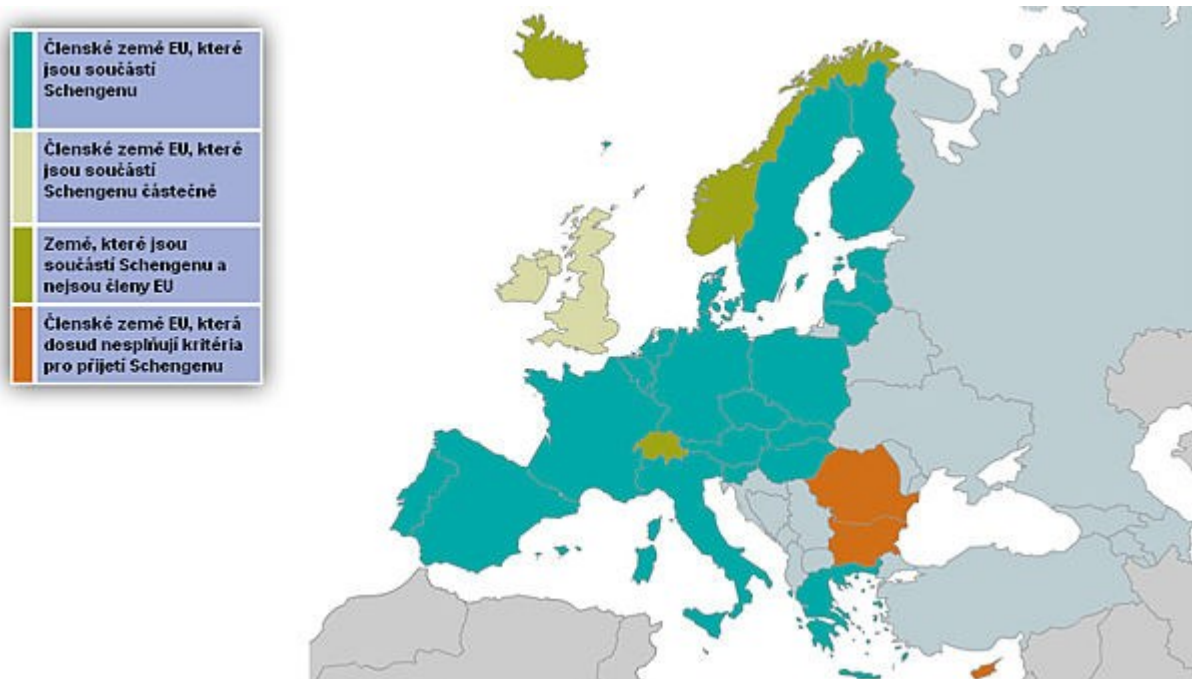 Členské země EU, které
jsou součástí
Schengenu
Členské země EU, které
jsou součástí
Schengenu částečně
Země, které jsou
součástí Schengenu a
nejsou členy EU
Členské země EU, která
dosud nesplňují kritéria
pro přijetí Schengenu